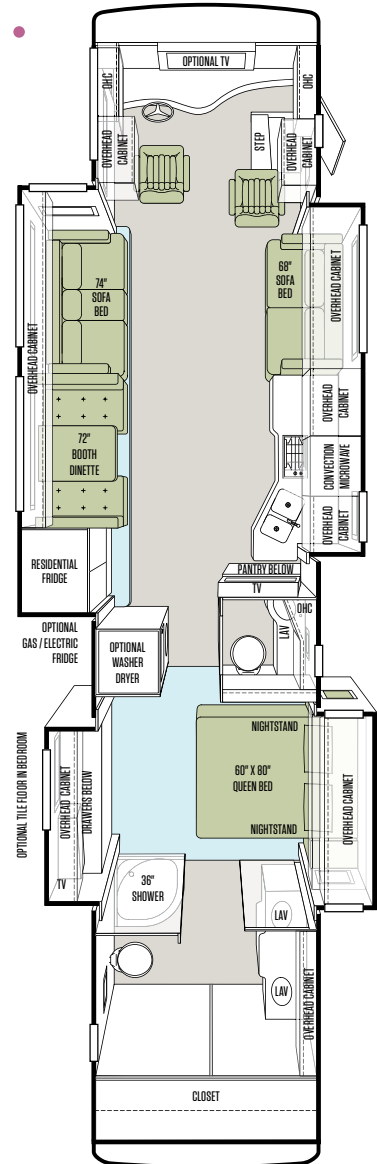 OPTIONAL TV
OHC
OHC
OVERHEAD
CABINET
STEP
OVERHEAD
CABINET
74"
SOFA
BED
68"
SOFA
BED
OVERHEAD CABINET
OVERHEAD CABINET
72"
BOOTH
DINETTE
OVERHEAD
CABINET
CONVECTION
MICROWAVE
OVERHEAD
CABINET
RESIDENTIAL
FRIDGE
PANTRY BELOW
TV
OHC
LAV
OPTIONAL
GAS / ELECTRIC
FRIDGE
OPTIONAL
WASHER
DRYER
OPTIONAL TILE FLOOR IN BEDROOM
OVERHEAD CABINET
DRAWERS BELOW
TV
NIGHTSTAND
60" X 80"
QUEEN BED
NIGHTSTAND
OVERHEAD CABINET
36"
SHOWER
LAV
LAV
OVERHEAD CABINET
CLOSET